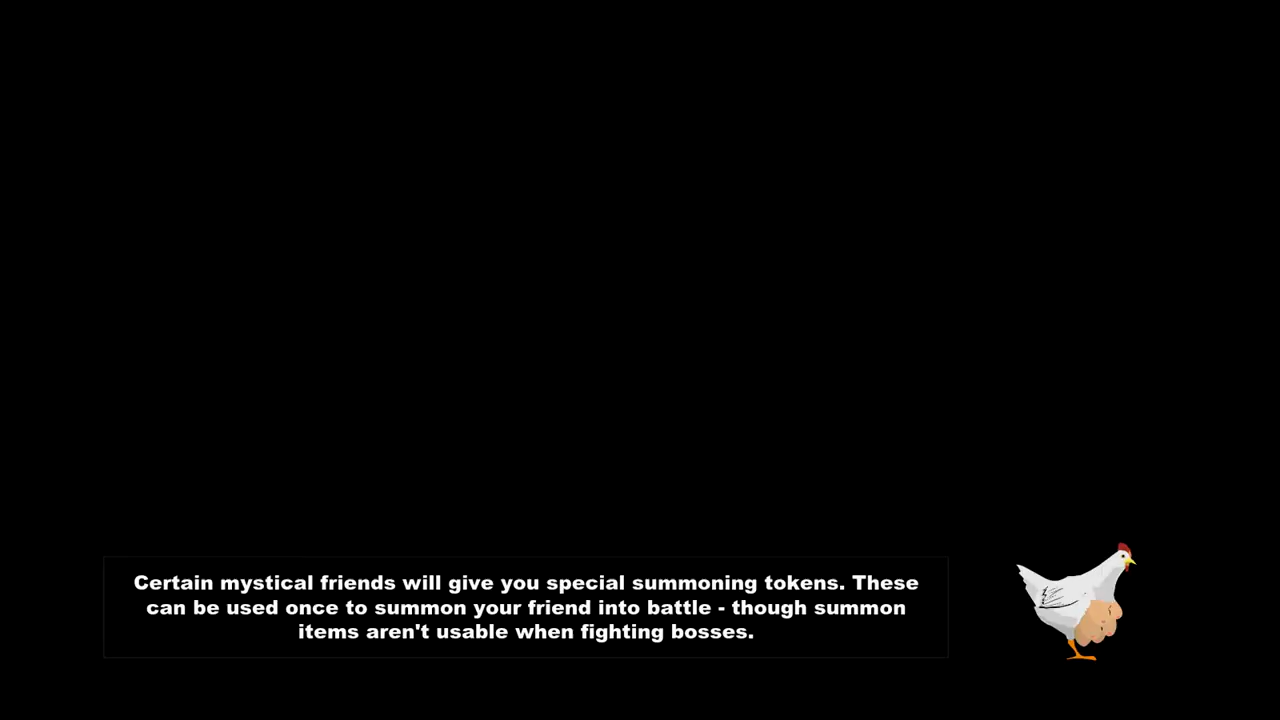 Certain mystical friends will give you special summoning tokens. These
can be used once to summon your friend into battle - though summon
items aren't usable when fighting bosses.